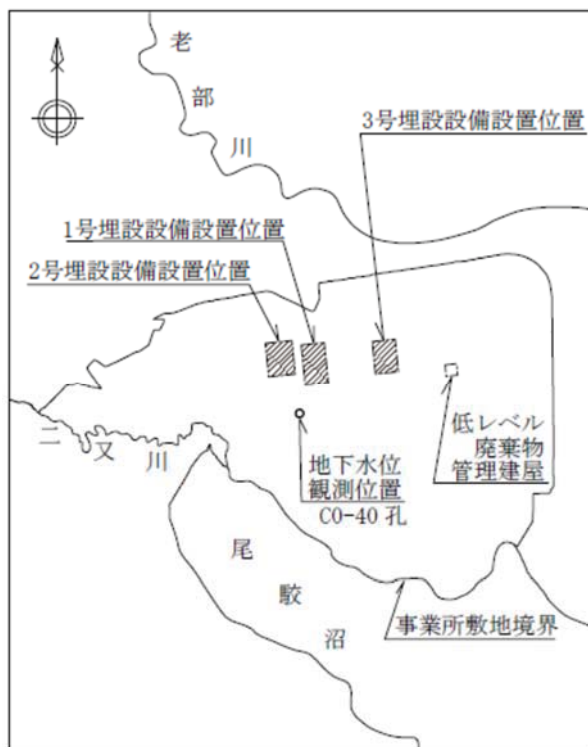 老部川
3号埋設設備設置位置
1号埋設設備設置位置
2号埋設設備設置位置
二又川
地下水位
観測位置
CO-40 孔
低レベル
廃棄物
管理建屋
尾駮沼
事業所敷地境界